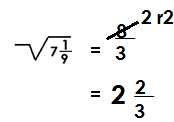 -√7 1/9 = 8/3 2 r2
= 2 2/3